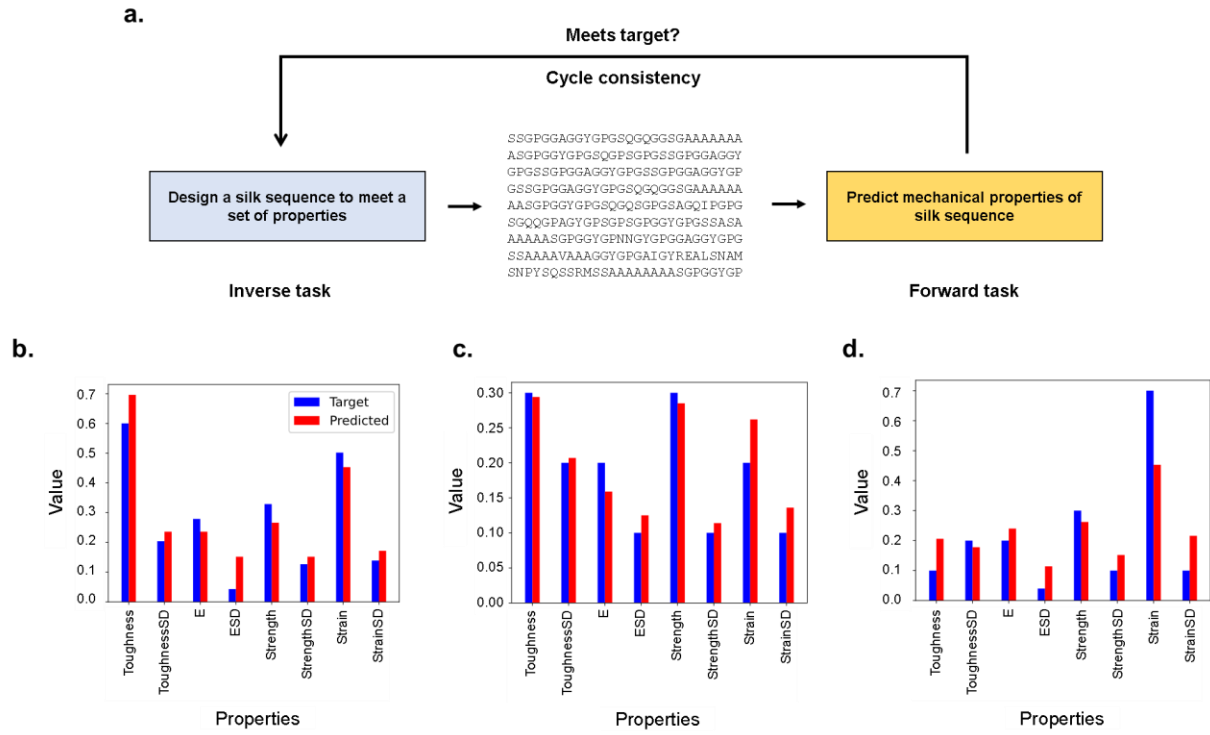 a.
Meets target?
Cycle consistency
Design a silk sequence to meet a
set of properties
SSGPGGAGGYGPGSQGQGGSGAAAAAAA
ASGPGGYGPGSQGPSGPGSSGPGGAGGY
GPGSSGPGGAGGYGPGSSGPGGAGGYGP
GSSGPGGAGGYGPGSQGQGGSGAAAAAA
AASGPGGYGPGSQGQSGPGSAGQIPGPG
SGQQGPAGYGPSGPSGPGGYGPGSSASA
AAAAASGPGGYGPNNGYGPGGAGGYGPG
SSAAAAVAAAGGYGPGAIGYREALSNAM
SNPYSQSSRMSSAAAAAAAASGPGGYGP
Predict mechanical properties of
silk sequence
Inverse task
Forward task
b.
Value
0.7
0.6
0.5
0.4
0.3
0.2
0.1
0.0
Target
Predicted
Toughness
ToughnessSD
E
ESD
Strength
StrengthSD
Strain
StrainSD
Properties
c.
Value
0.30
0.25
0.20
0.15
0.10
0.05
0.00
Toughness
ToughnessSD
E
ESD
Strength
StrengthSD
Strain
StrainSD
Properties
d.
Value
0.7
0.6
0.5
0.4
0.3
0.2
0.1
0.0
Toughness
ToughnessSD
E
ESD
Strength
StrengthSD
Strain
StrainSD
Properties